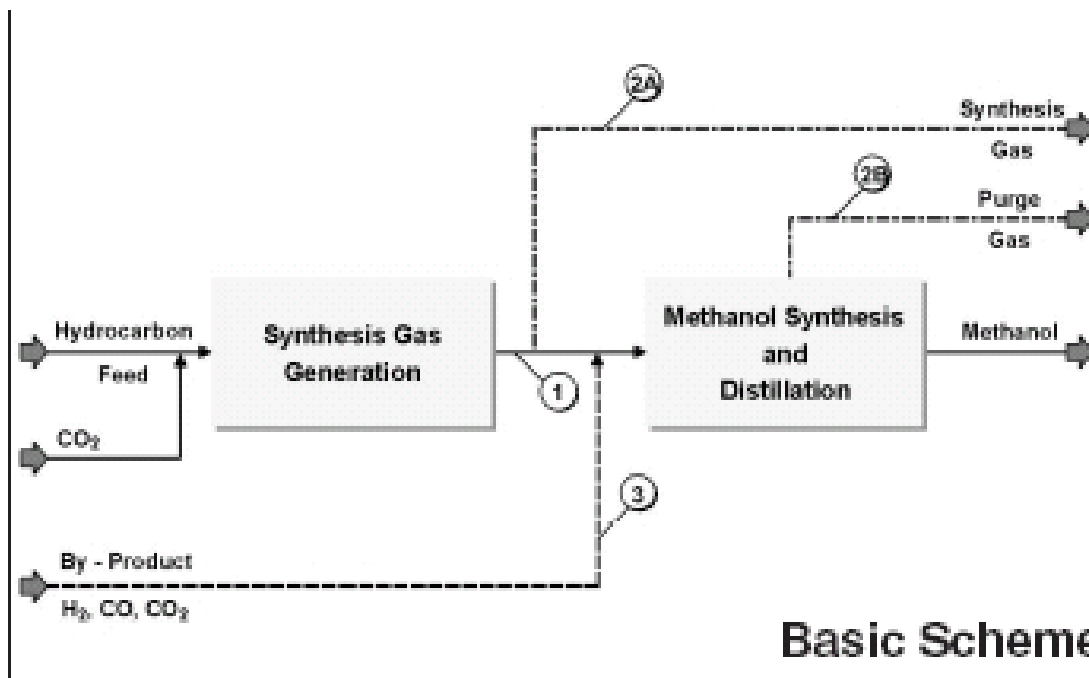 2A
Synthesis
Gas
2B
Purge
Gas
Hydrocarbon
Feed
Synthesis Gas
Generation
1
Methanol Synthesis
and
Distillation
Methanol
CO₂
3
By - Product
H₂, CO, CO₂
Basic Scheme